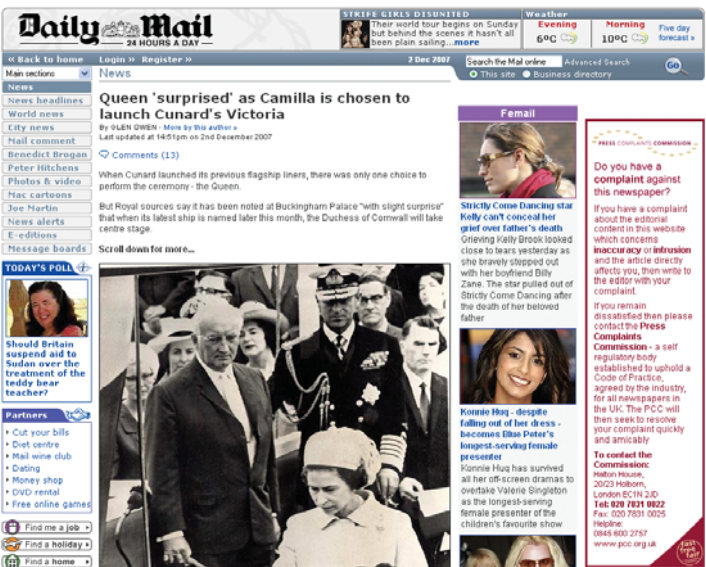 Daily Mail
24 HOURS A DAY
STRIFE GIRLS DISUNITED
Their world tour begins on Sunday
but behind the scenes it hasn't all
been plain sailing...more
Weather
Evening
6ºC
Morning
10ºC
Five day
forecast »
« Back to home
Login » Register »
2 Dec 2007
Search the Mail online
Advanced Search
This site
Business directory
Go
Main sections
News
News headlines
World news
City news
Mail comment
Benedict Brogan
Peter Hitchens
Photos & video
Mac cartoons
Joe Martin
News alerts
E-editions
Message boards
TODAY'S POLL
Should Britain
suspend aid to
Sudan over the
treatment of the
teddy bear
teacher?
Partners
Cut your bills
Diet centre
Mail wine club
Dating
Money shop
DVD rental
Free online games
Find me a job
Find a holiday
Find a home
News
Queen 'surprised' as Camilla is chosen to
launch Cunard's Victoria
By GLEN OWEN - More by this author »
Last updated at 14:51pm on 2nd December 2007
Comments (13)
When Cunard launched its previous flagship liners, there was only one choice to
perform the ceremony - the Queen.
But Royal sources say it has been noted at Buckingham Palace "with slight surprise"
that when its latest ship is named later this month, the Duchess of Cornwall will take
centre stage.
Scroll down for more...
Femail
Strictly Come Dancing star
Kelly can't conceal her
grief over father's death
Grieving Kelly Brook looked
close to tears yesterday as
she bravely stepped out
with her boyfriend Billy
Zane. The star pulled out of
Strictly Come Dancing after
the death of her beloved
father
Konnie Huq - despite
falling out of her dress -
becomes Blue Peter's
longest-serving female
presenter
Konnie Huq has survived
all her off-screen dramas to
overtake Valerie Singleton
as the longest-serving
female presenter of the
children's favourite show
PRESS COMPLAINTS COMMISSION
Do you have a
complaint against
this newspaper?
If you have a complaint
about the editorial
content in this website
which concerns
inaccuracy or intrusion
and the article directly
affects you, then write to
the editor with your
complaint.
If you remain
dissatisfied then please
contact the Press
Complaints
Commission - a self
regulatory body
established to uphold a
Code of Practice,
agreed by the industry,
for all newspapers in
the UK. The PCC will
then seek to resolve
your complaint quickly
and amicably
To contact the
Commission:
Halton House,
20/23 Holborn,
London EC1N 2JD
Tel: 020 7831 0022
Fax: 020 7831 0025
Helpline:
0845 600 2757
www.pcc.org.uk
fast
free
fair